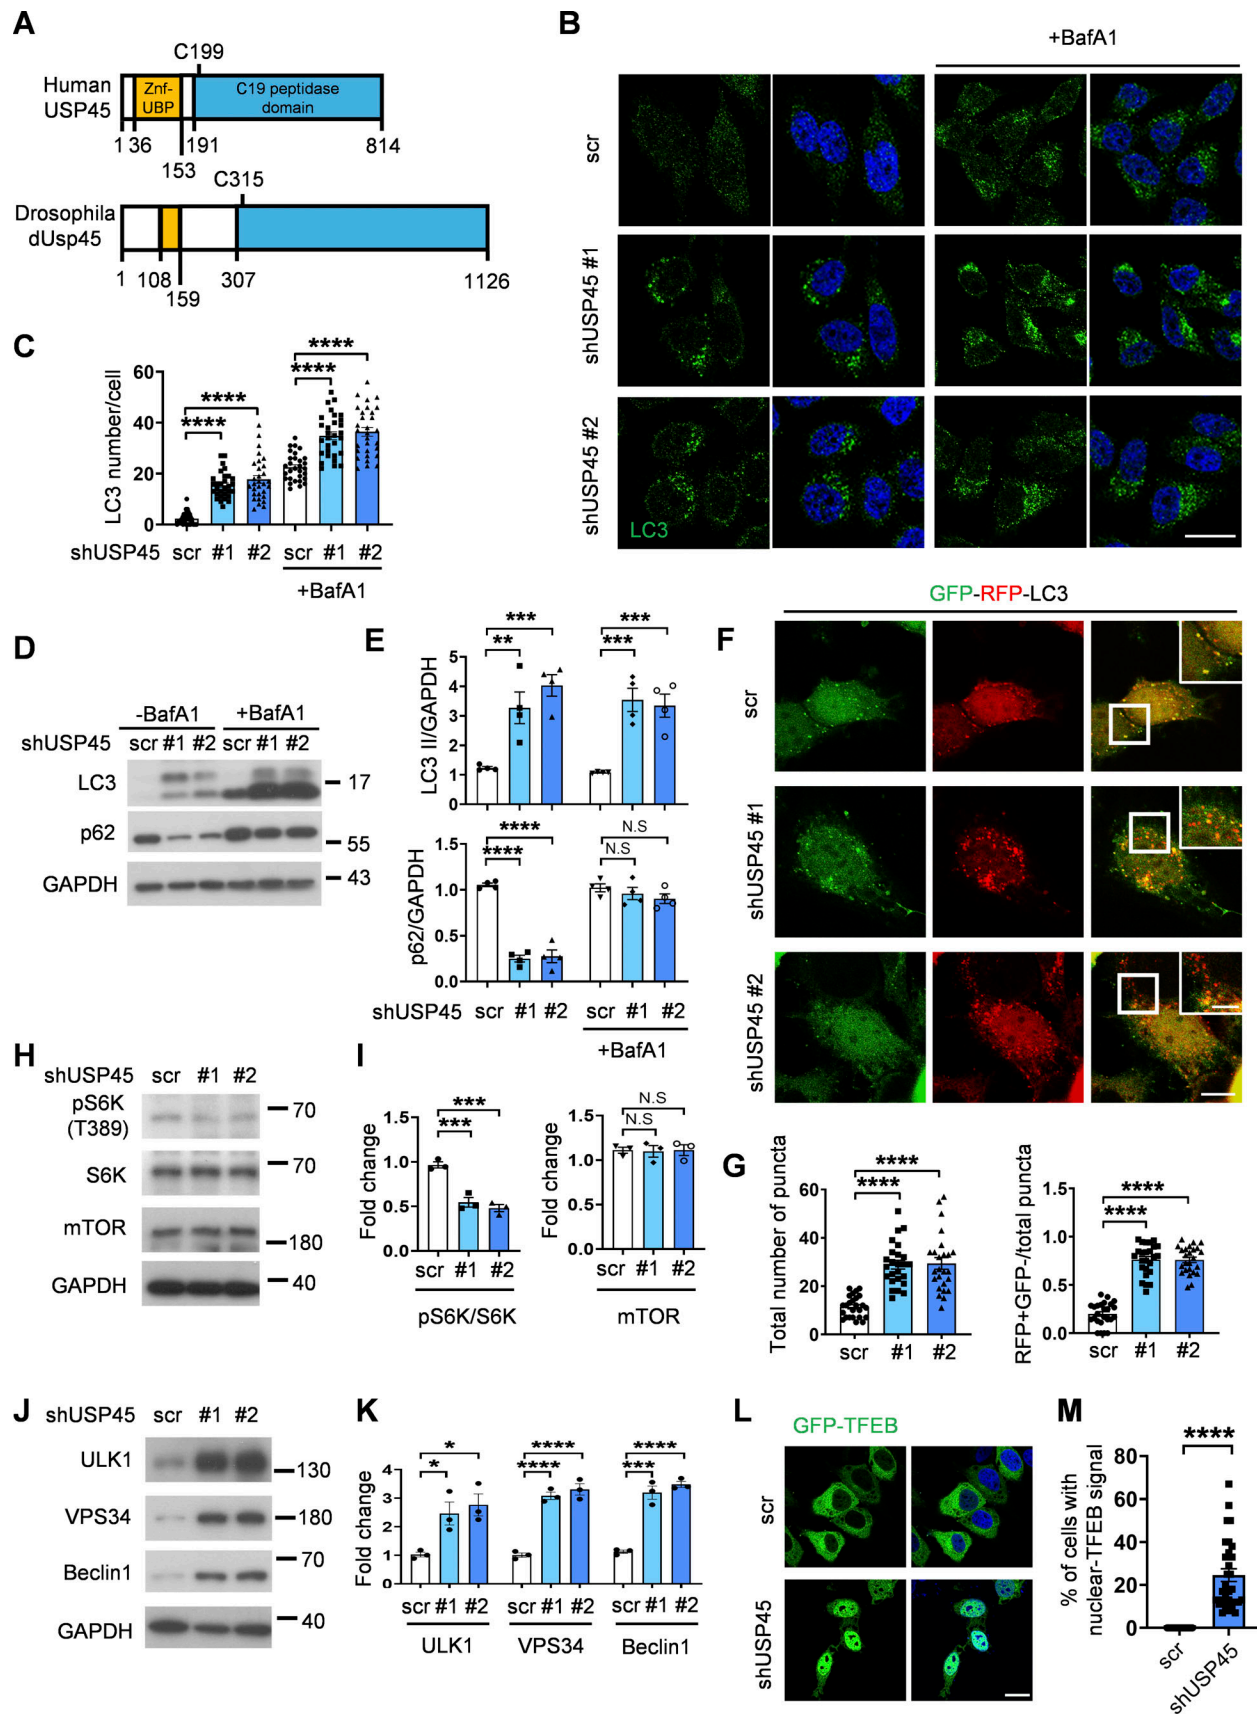 A
C199
Human
USP45
Znf-
UBP
C19 peptidase
domain
1 36 191 814
153
C315
Drosophila
dUsp45
1 108 307 1126
159
B
+BafA1
scr
shUSP45 #1
shUSP45 #2
LC3
C
LC3 number/cell
60
40
20
0
****
****
****
****
shUSP45 scr #1 #2 scr #1 #2
+BafA1
D
-BafA1 +BafA1
shUSP45 scr #1 #2 scr #1 #2
LC3 17
p62 55
GAPDH 43
E
LC3 II/GAPDH
5
4
3
2
1
0
***
**
***
***
p62/GAPDH
1.5
1.0
0.5
0.0
****
****
N.S
N.S
shUSP45 scr #1 #2 scr #1 #2
+BafA1
F
GFP-RFP-LC3
scr
shUSP45 #1
shUSP45 #2
G
Total number of puncta
60
40
20
0
****
****
scr #1 #2
RFP+GFP-/total puncta
1.5
1.0
0.5
0.0
****
****
scr #1 #2
H
shUSP45 scr #1 #2
pS6K
(T389)
70
S6K 70
mTOR
180
GAPDH 40
I
Fold change
1.5
1.0
0.5
0.0
***
***
scr #1 #2
pS6K/S6K
Fold change
1.5
1.0
0.5
0.0
N.S
N.S
scr #1 #2
mTOR
J
shUSP45 scr #1 #2
ULK1 130
VPS34 180
Beclin1 70
55
GAPDH 40
K
Fold change
4
3
2
1
0
*
*
****
****
****
***
scr #1 #2 scr #1 #2 scr #1 #2
ULK1 VPS34 Beclin1
L
GFP-TFEB
scr
shUSP45
M
% of cells with
nuclear-TFEB signal
80
60
40
20
0
****
scr
shUSP45